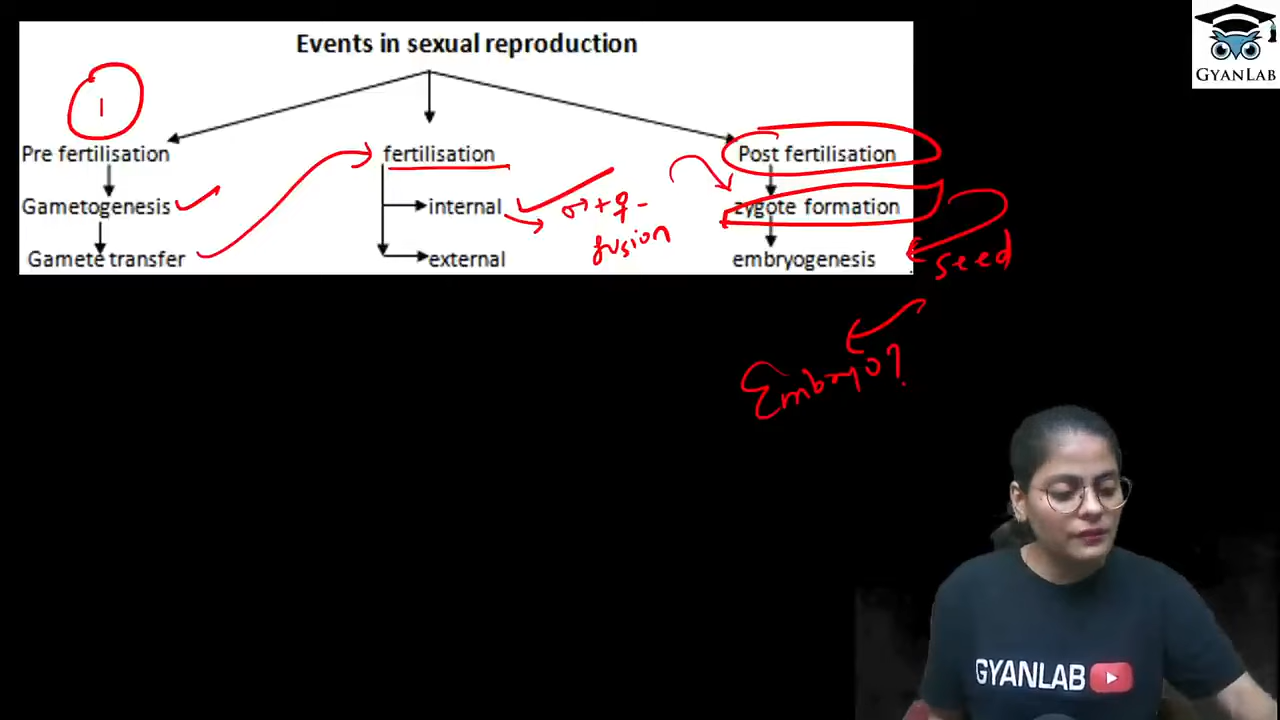 Events in sexual reproduction
GYANLAB
1
Pre fertilisation
fertilisation
Post fertilisation
Gametogenesis
internal
♂ + ♀ -
fusion
zygote formation
Gamete transfer
external
embryogenesis
seed
Embryo?
GYANLAB